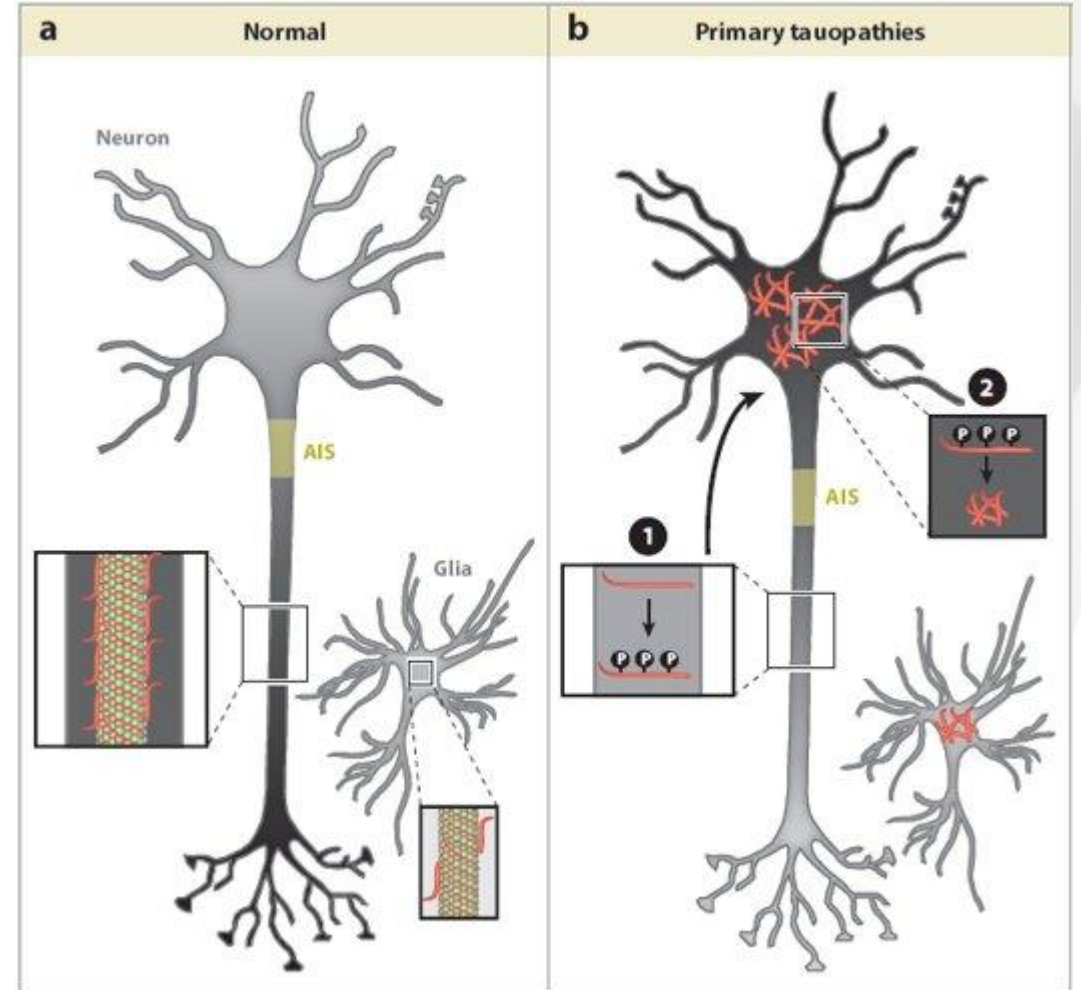 a
Normal
b
Primary tauopathies
Neuron
AIS
Glia
2
P P P
AIS
1
P P P